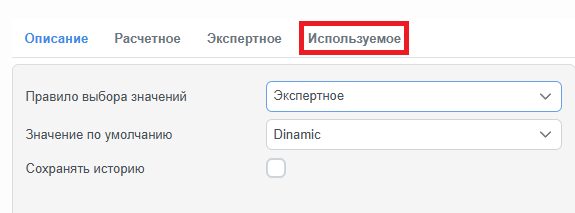 Описание Расчетное Экспертное Используемое
Правило выбора значений Экспертное
Значение по умолчанию Dinamic
Сохранять историю